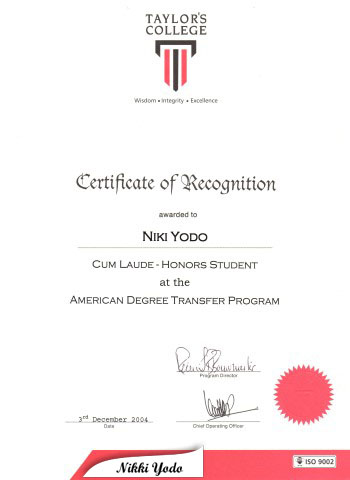 TAYLOR'S
COLLEGE
Wisdom • Integrity • Excellence
Certificate of Recognition
awarded to
NIKI YODO
CUM LAUDE - HONORS STUDENT
at the
AMERICAN DEGREE TRANSFER PROGRAM
Program Director
3rd December 2004
Date
Chief Operating Officer
ISO 9002
Nikki Yodo